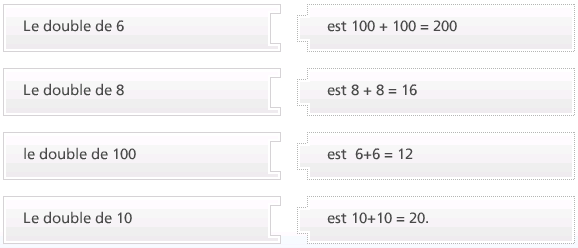 Le double de 6 est 100 + 100 = 200
Le double de 8 est 8 + 8 = 16
le double de 100 est 6+6 = 12
Le double de 10 est 10+10 = 20.